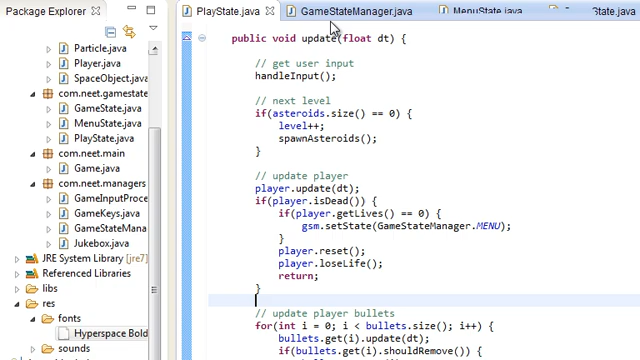 Package Explorer
Particle.java
Player.java
SpaceObject.java
com.neet.gamestate
GameState.java
MenuState.java
PlayState.java
com.neet.main
Game.java
com.neet.managers
GameInputProce
GameKeys.java
GameStateMana
Jukebox.java
JRE System Library [jre7]
Referenced Libraries
libs
res
fonts
Hyperspace Bold
sounds
PlayState.java
GameStateManager.java
MenuState.java
State.java
public void update(float dt) {
// get user input
handleInput();
// next level
if(asteroids.size() == 0) {
level++;
spawnAsteroids();
}
// update player
player.update(dt);
if(player.isDead()) {
if(player.getLives() == 0) {
gsm.setState(GameStateManager.MENU);
}
player.reset();
player.loseLife();
return;
}
// update player bullets
for(int i = 0; i < bullets.size(); i++) {
bullets.get(i).update(dt);
if(bullets.get(i).shouldRemove()) {